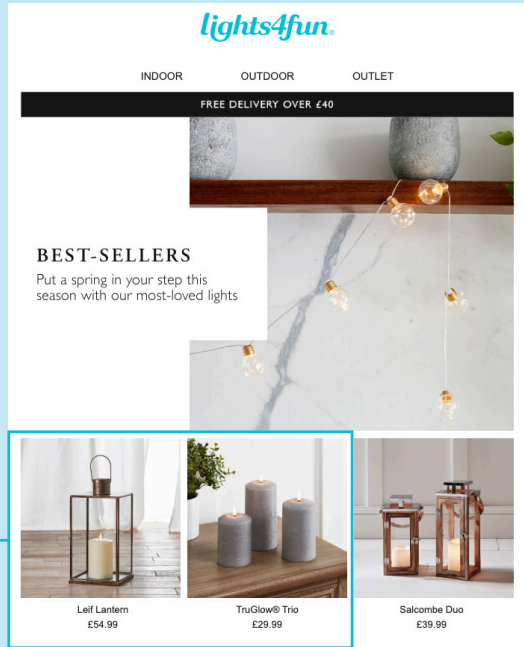 lights4fun®
INDOOR OUTDOOR OUTLET
FREE DELIVERY OVER £40
BEST-SELLERS
Put a spring in your step this
season with our most-loved lights
Leif Lantern TruGlow® Trio Salcombe Duo
£54.99 £29.99 £39.99